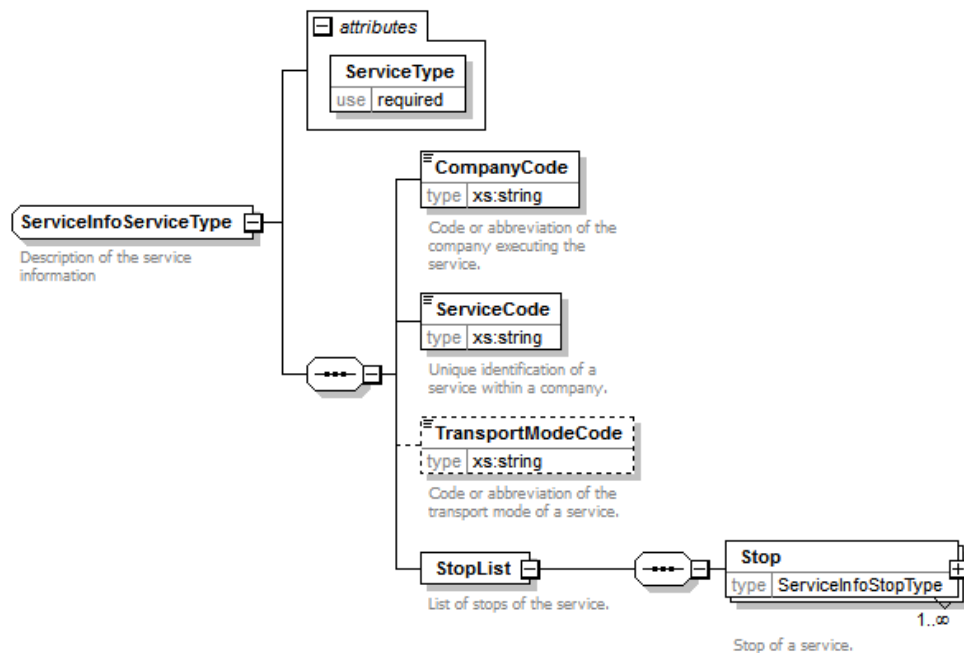 attributes
ServiceType
use required
ServiceInfoServiceType
Description of the service
information
CompanyCode
type xs:string
Code or abbreviation of the
company executing the
service.
ServiceCode
type xs:string
Unique identification of a
service within a company.
TransportModeCode
type xs:string
Code or abbreviation of the
transport mode of a service.
StopList
List of stops of the service.
Stop
type ServiceInfoStopType
1..∞
Stop of a service.